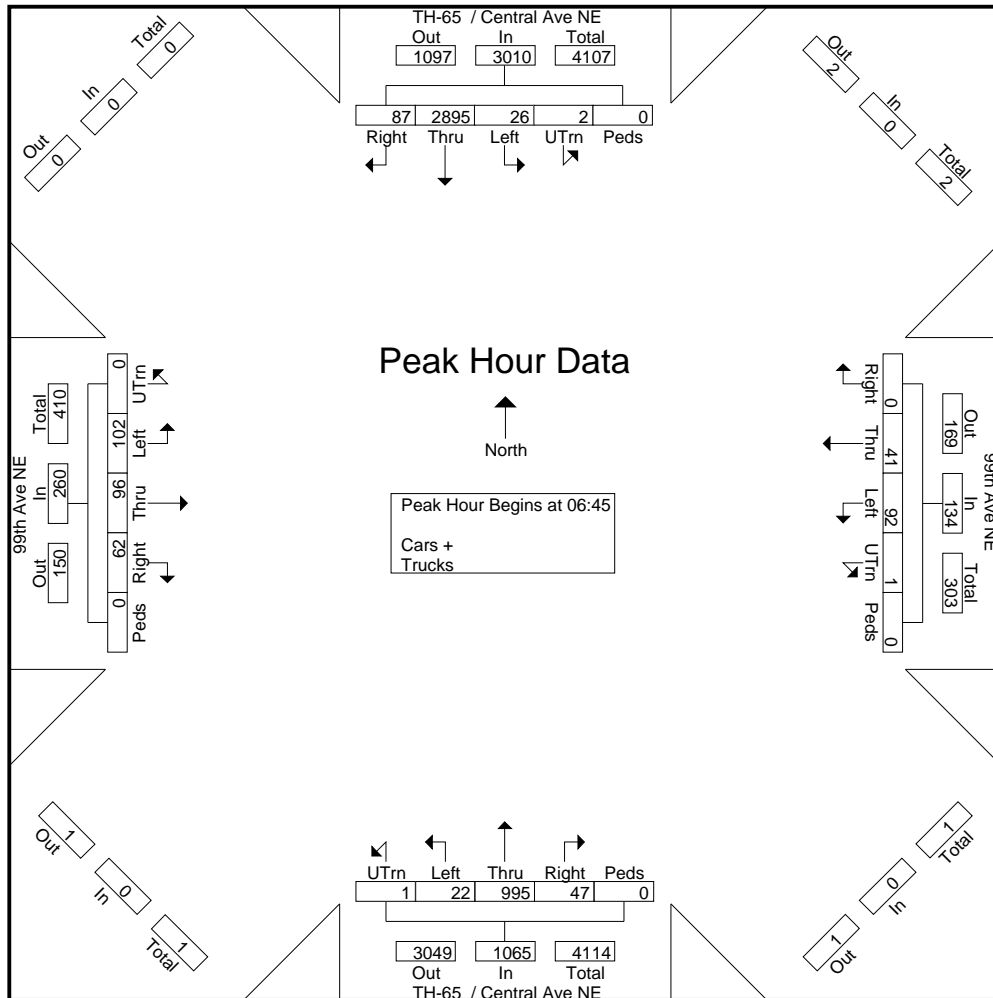 TH-65 / Central Ave NE
Out In Total
1097 3010 4107
87 2895 26 2 0
Right Thru Left UTrn Peds
Total
0
In
0
Out
0
Out
2
In
0
Total
2
Peak Hour Data
North
Peak Hour Begins at 06:45
Cars +
Trucks
99th Ave NE
Total In Out
410 260 150
0 102 96 62 0
UTrn Left Thru Right Peds
99th Ave NE
Out In Total
169 134 303
0 41 92 1 0
Right Thru Left UTrn Peds
Out
1
In
0
Total
1
Total
1
In
0
Out
1
UTrn Left Thru Right Peds
1 22 995 47 0
3049 1065 4114
Out In Total
TH-65 / Central Ave NE